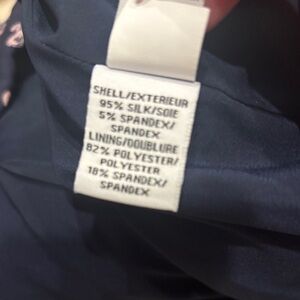 SHELL/EXTERIEUR
95% SILK/SOIE
5% SPANDEX/
SPANDEX
LINING/DOUBLURE
82% POLYESTER/
POLYESTER
18% SPANDEX/
SPANDEX